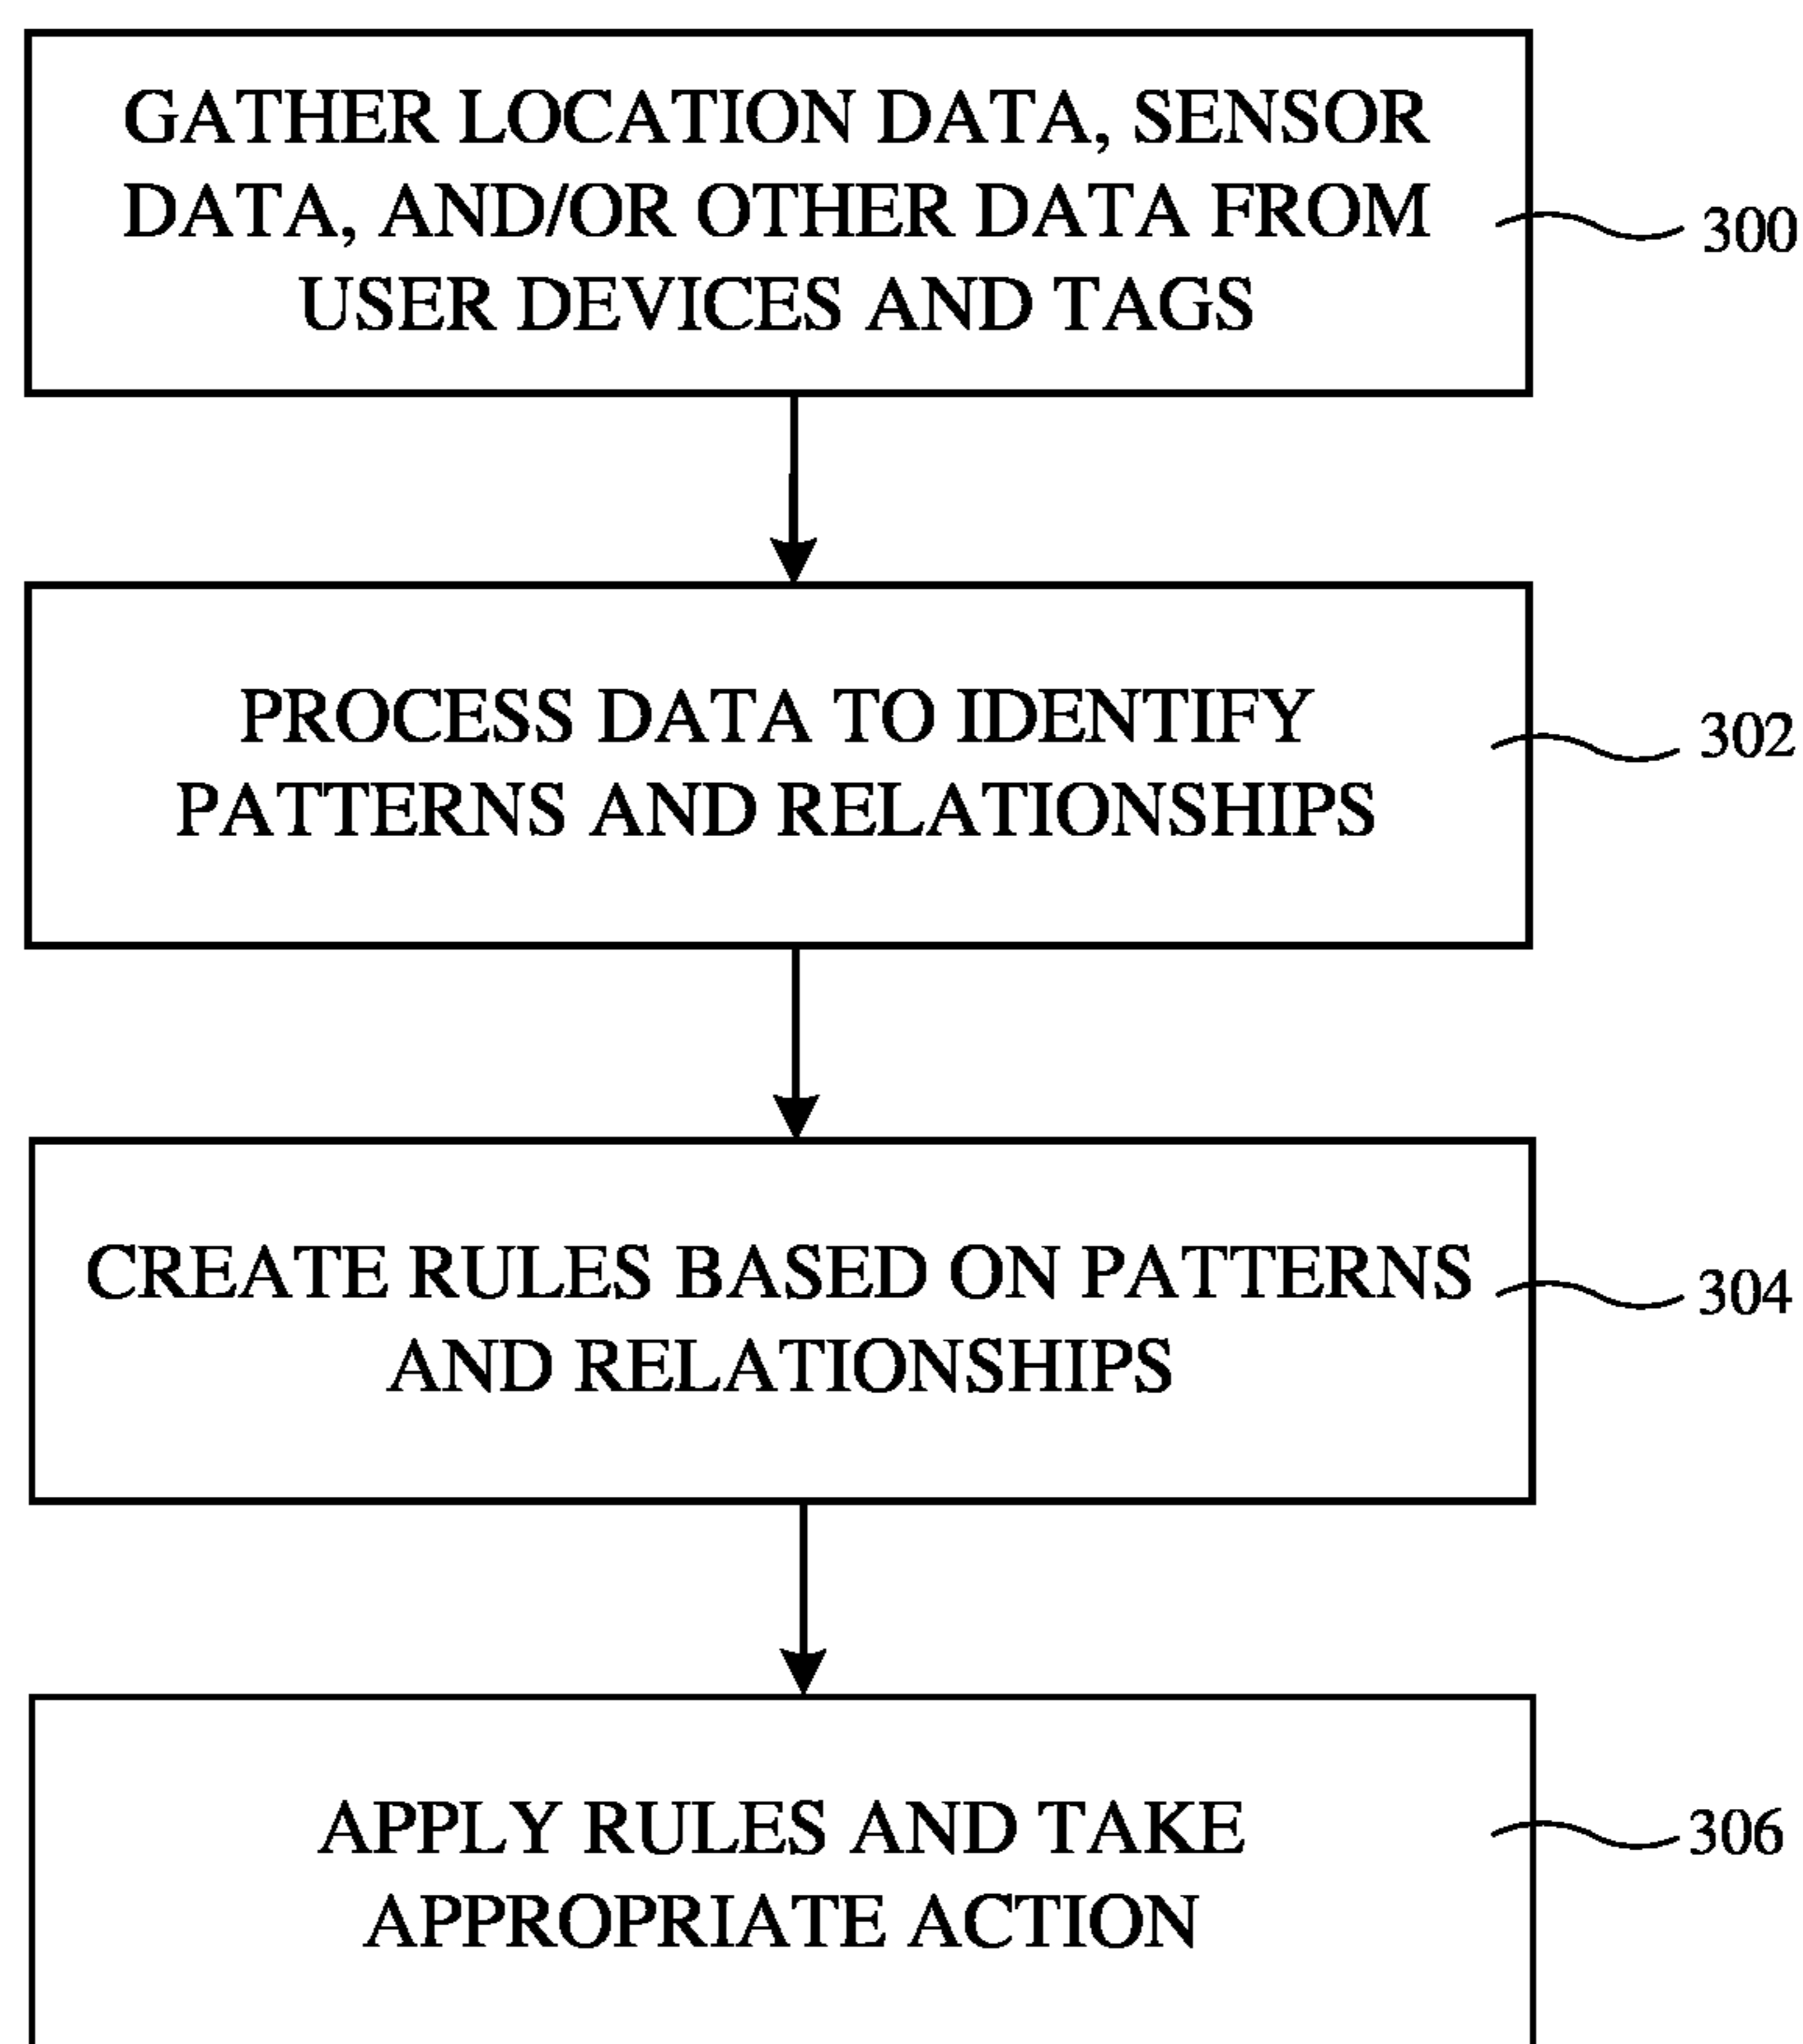 GATHER LOCATION DATA, SENSOR
DATA, AND/OR OTHER DATA FROM
USER DEVICES AND TAGS
300
PROCESS DATA TO IDENTIFY
PATTERNS AND RELATIONSHIPS
302
CREATE RULES BASED ON PATTERNS
AND RELATIONSHIPS
304
APPLY RULES AND TAKE
APPROPRIATE ACTION
306